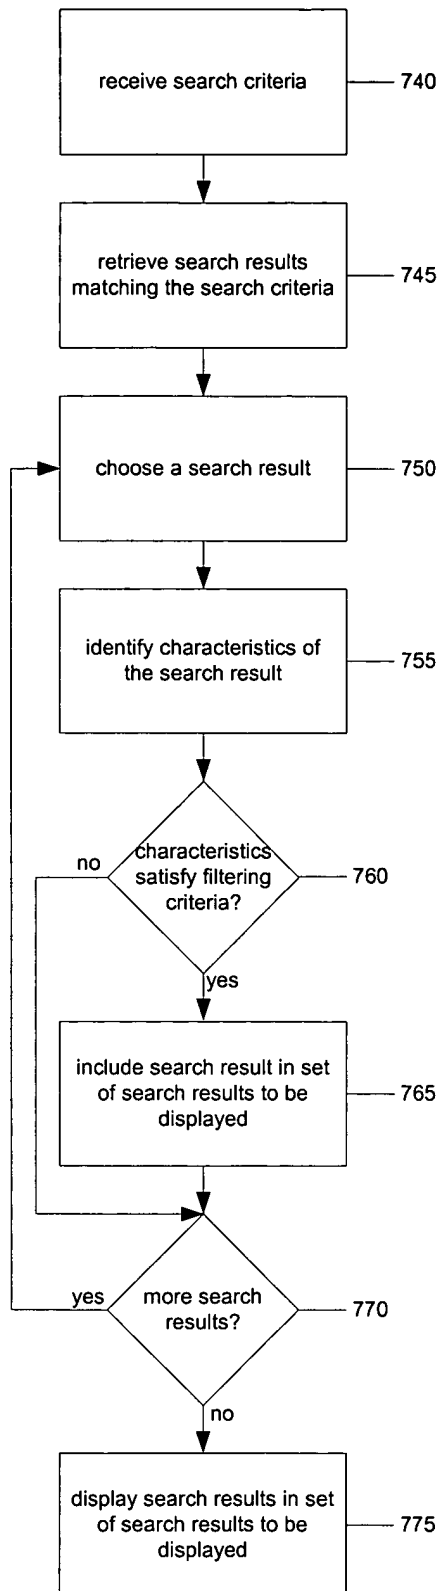 receive search criteria
740
retrieve search results
matching the search criteria
745
choose a search result
750
identify characteristics of
the search result
755
characteristics
satisfy filtering
criteria?
760
no
yes
include search result in set
of search results to be
displayed
765
more search
results?
770
yes
no
display search results in set
of search results to be
displayed
775